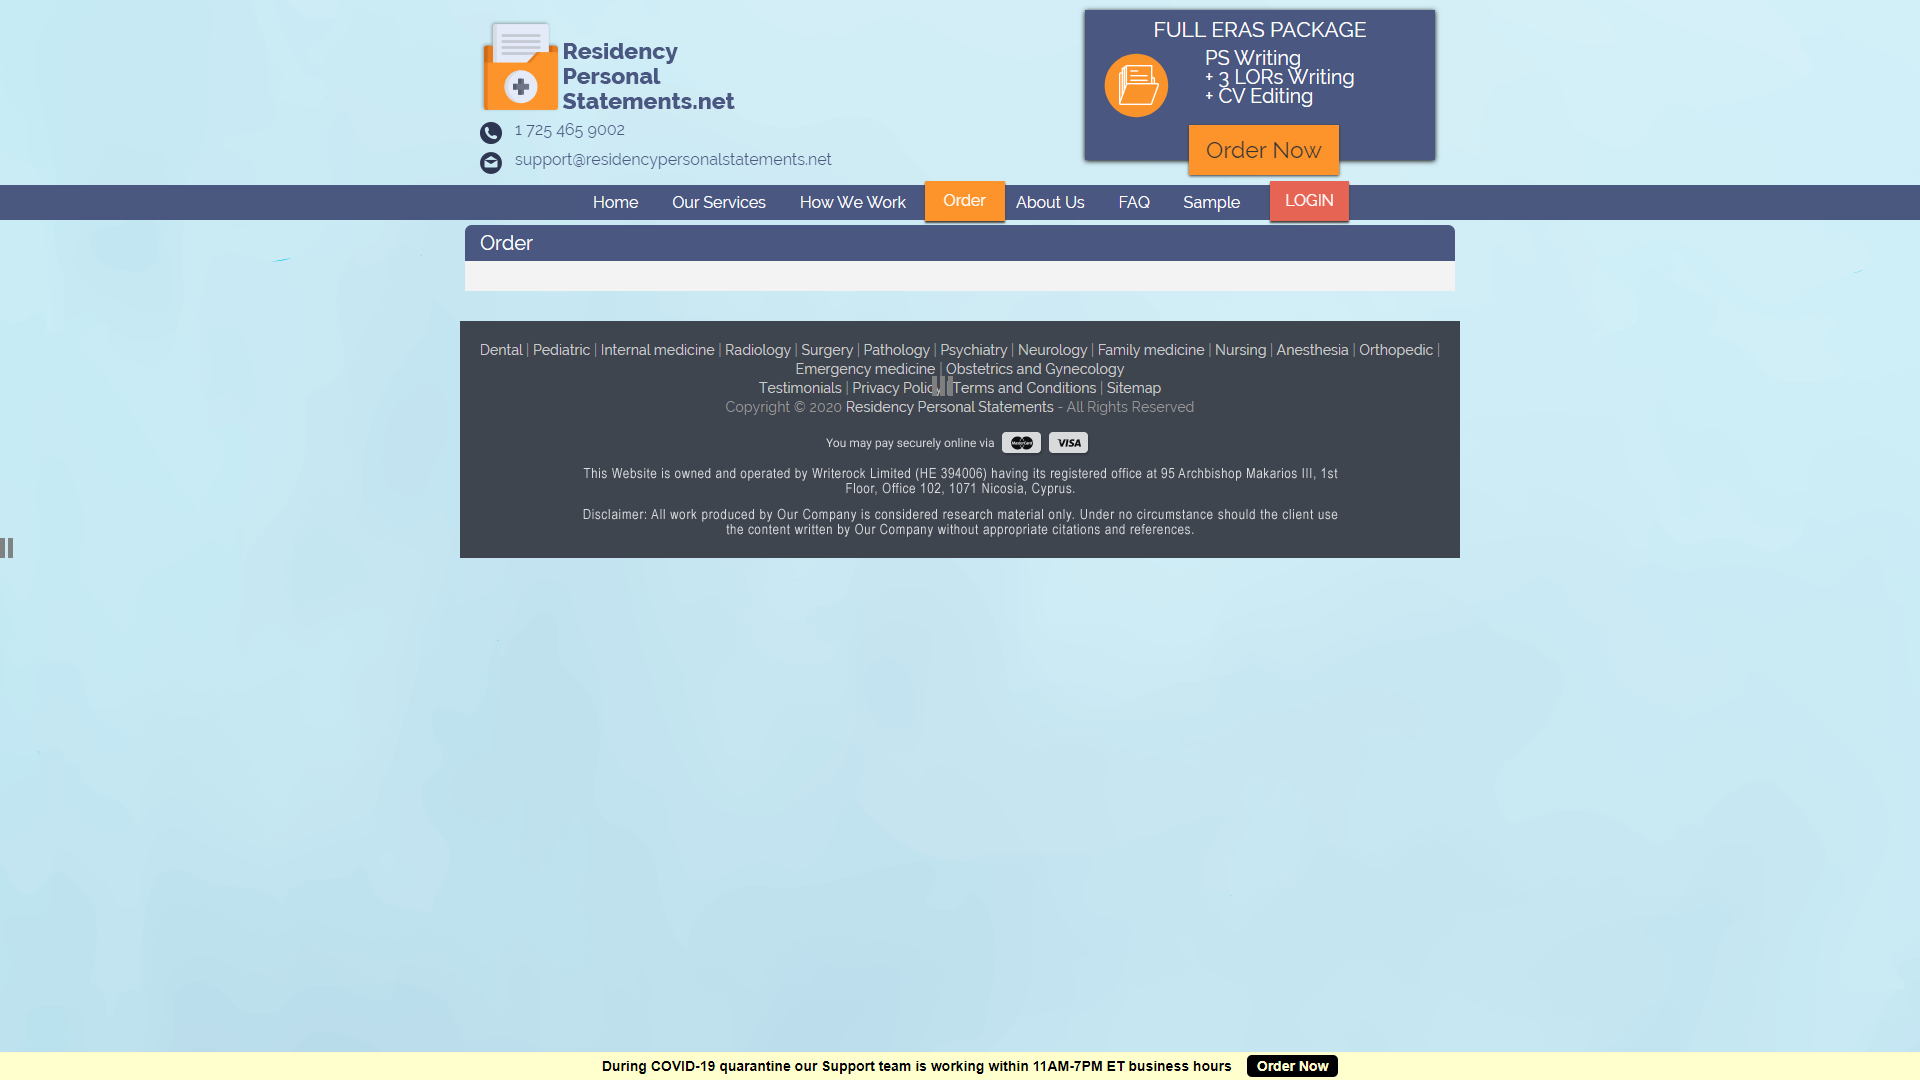 Residency
Personal
Statements.net
1 725 465 9002
support@residencypersonalstatements.net
FULL ERAS PACKAGE
PS Writing
+ 3 LORs Writing
+ CV Editing
Order Now
Home Our Services How We Work Order About Us FAQ Sample LOGIN
Order
Dental | Pediatric | Internal medicine | Radiology | Surgery | Pathology | Psychiatry | Neurology | Family medicine | Nursing | Anesthesia | Orthopedic |
Emergency medicine | Obstetrics and Gynecology
Testimonials | Privacy Policy | Terms and Conditions | Sitemap
Copyright © 2020 Residency Personal Statements - All Rights Reserved
You may pay securely online via MasterCard VISA
This Website is owned and operated by Writerock Limited (HE 394006) having its registered office at 95 Archbishop Makarios III, 1st
Floor, Office 102, 1071 Nicosia, Cyprus.
Disclaimer: All work produced by Our Company is considered research material only. Under no circumstance should the client use
the content written by Our Company without appropriate citations and references.
During COVID-19 quarantine our Support team is working within 11AM-7PM ET business hours Order Now